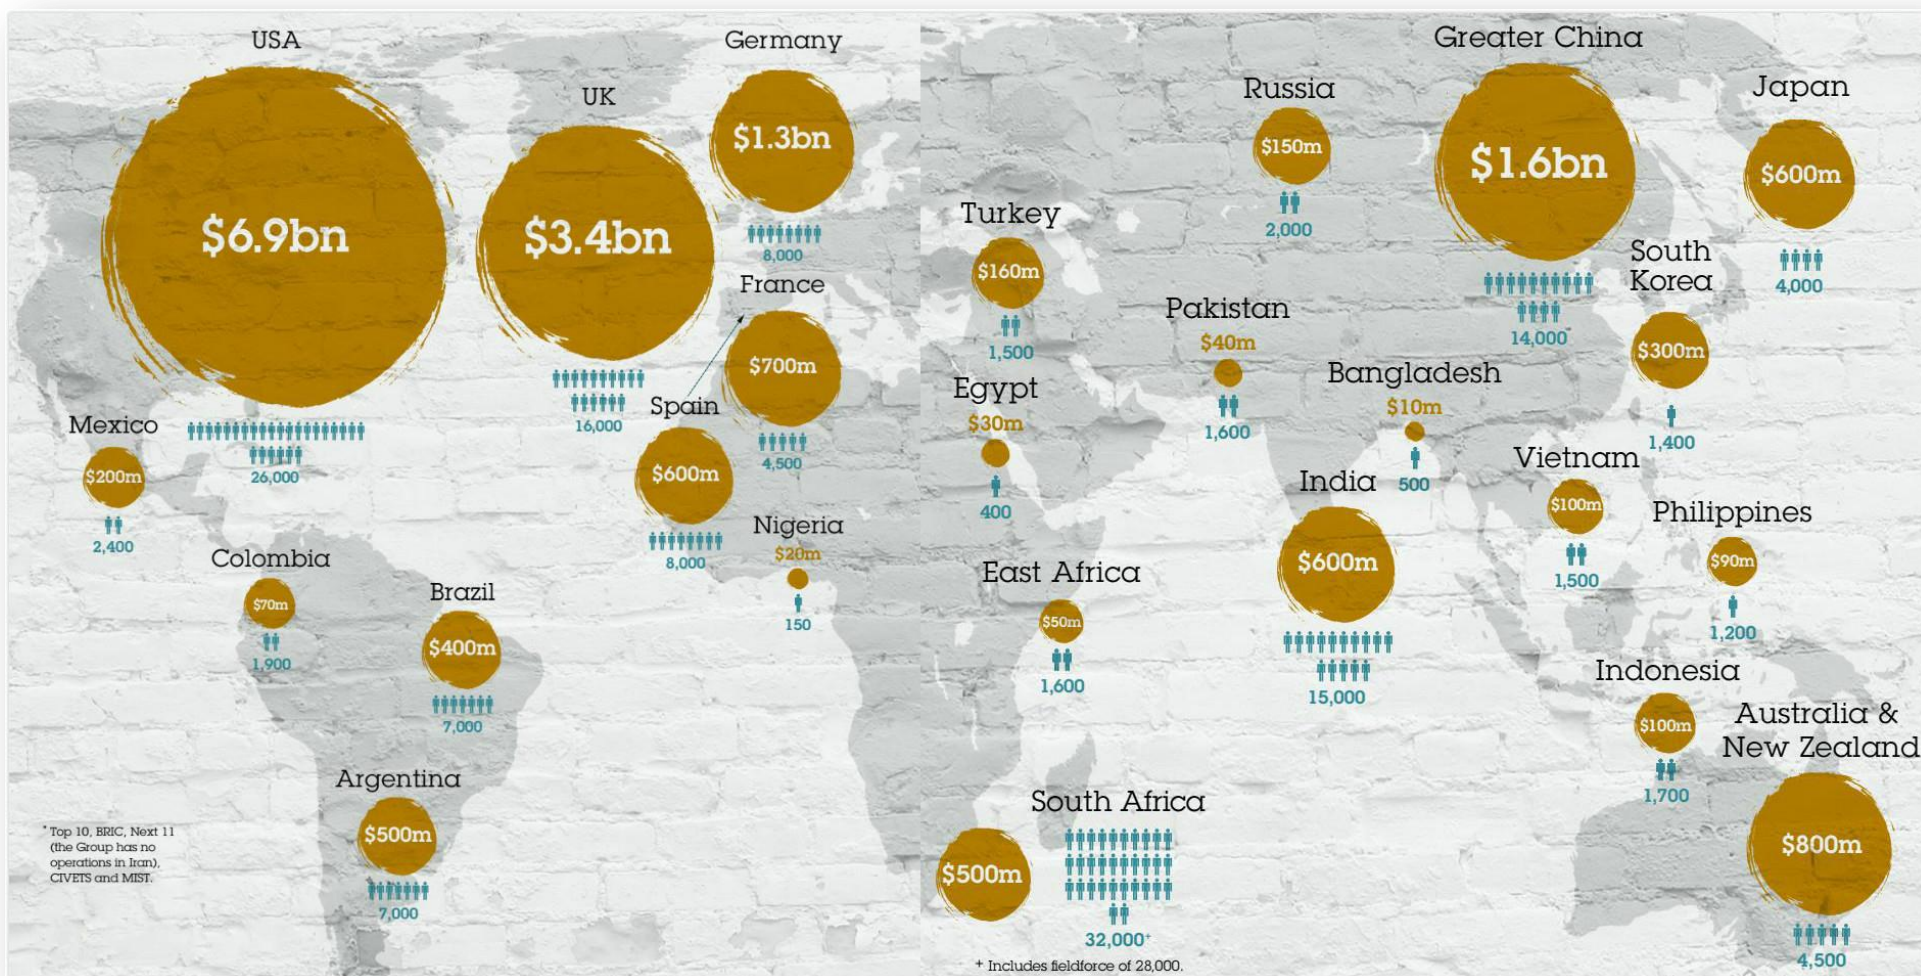 USA
$6.9bn
26,000
UK
$3.4bn
16,000
Germany
$1.3bn
8,000
France
$700m
4,500
Spain
$600m
8,000
Mexico
$200m
2,400
Colombia
$70m
1,900
Brazil
$400m
7,000
Argentina
$500m
7,000
Nigeria
$20m
150
* Top 10, BRIC, Next 11
(the Group has no
operations in Iran),
CIVETS and MIST.
Russia
$150m
2,000
Greater China
$1.6bn
14,000
Japan
$600m
4,000
Turkey
$160m
1,500
South
Korea
$300m
1,400
Pakistan
$40m
1,600
Bangladesh
$10m
500
Egypt
$30m
400
India
$600m
15,000
Vietnam
$100m
1,500
Philippines
$90m
1,200
East Africa
$50m
1,600
Indonesia
$100m
1,700
Australia &
New Zealand
$800m
4,500
South Africa
$500m
32,000+
+ Includes fieldforce of 28,000.